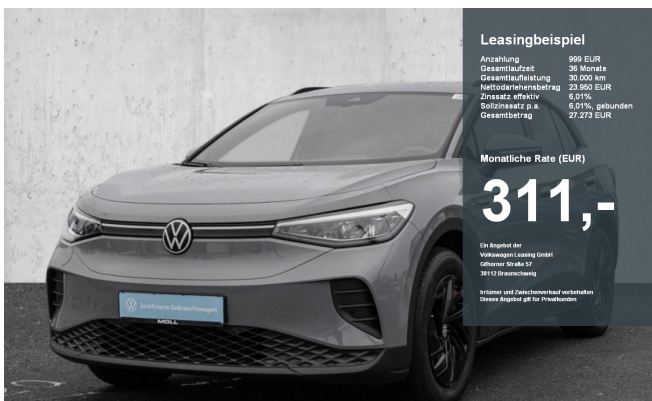 Leasingbeispiel
Anzahlung 999 EUR
Gesamtlaufzeit 36 Monate
Gesamtlaufleistung 30.000 km
Nettodarlehensbetrag 23.950 EUR
Zinssatz effektiv 6,01%
Sollzinssatz p.a. 6,01%, gebunden
Gesamtbetrag 27.273 EUR
Monatliche Rate (EUR)
311,-
Ein Angebot der
Volkswagen Leasing GmbH
Gifhorner Straße 57
38112 Braunschweig
Irrtümer und Zwischenverkauf vorbehalten
Dieses Angebot gilt für Privatkunden
Zertifizierte Gebrauchtwagen
MOLL